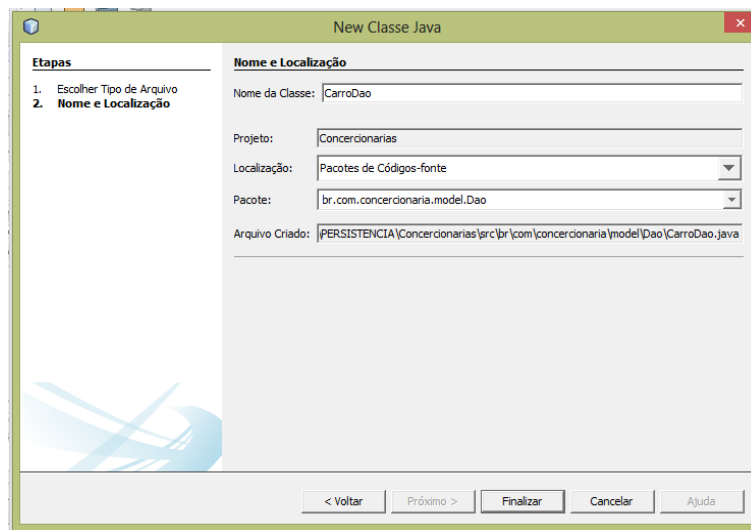 New Classe Java
Etapas
1. Escolher Tipo de Arquivo
2. Nome e Localização
Nome e Localização
Nome da Classe: CarroDao
Projeto: Concercionarias
Localização: Pacotes de Códigos-fonte
Pacote: br.com.concercionaria.model.Dao
Arquivo Criado: \PERSISTENCIA\Concercionarias\src\br\com\concercionaria\model\Dao\CarroDao.java
< Voltar Próximo > Finalizar Cancelar Ajuda